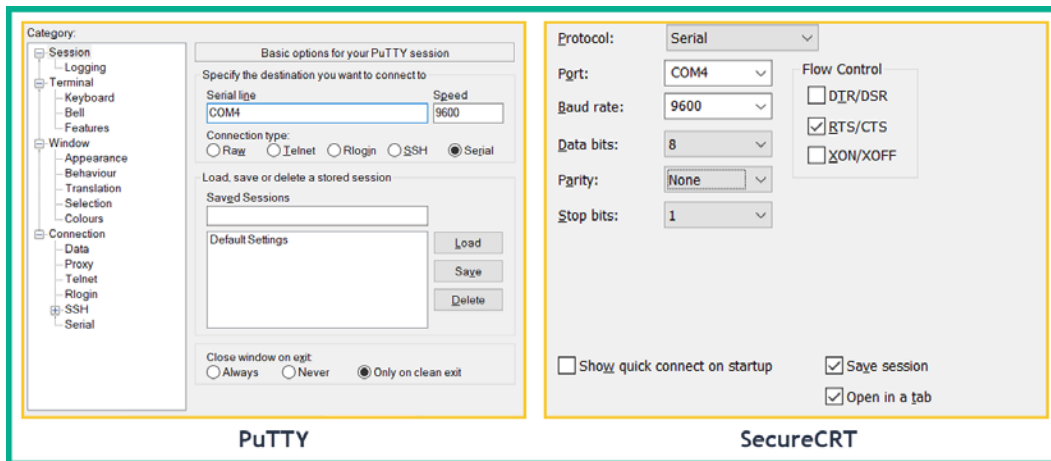 Category:
Session
Logging
Terminal
Keyboard
Bell
Features
Window
Appearance
Behaviour
Translation
Selection
Colours
Connection
Data
Proxy
Telnet
Rlogin
SSH
Serial
Basic options for your PuTTY session
Specify the destination you want to connect to
Serial line Speed
COM4 9600
Connection type:
Raw Telnet Rlogin SSH Serial
Load, save or delete a stored session
Saved Sessions
Default Settings
Load
Save
Delete
Close window on exit:
Always Never Only on clean exit
PuTTY
Protocol: Serial
Port: COM4
Baud rate: 9600
Data bits: 8
Parity: None
Stop bits: 1
Flow Control
DTR/DSR
RTS/CTS
XON/XOFF
Show quick connect on startup
Save session
Open in a tab
SecureCRT